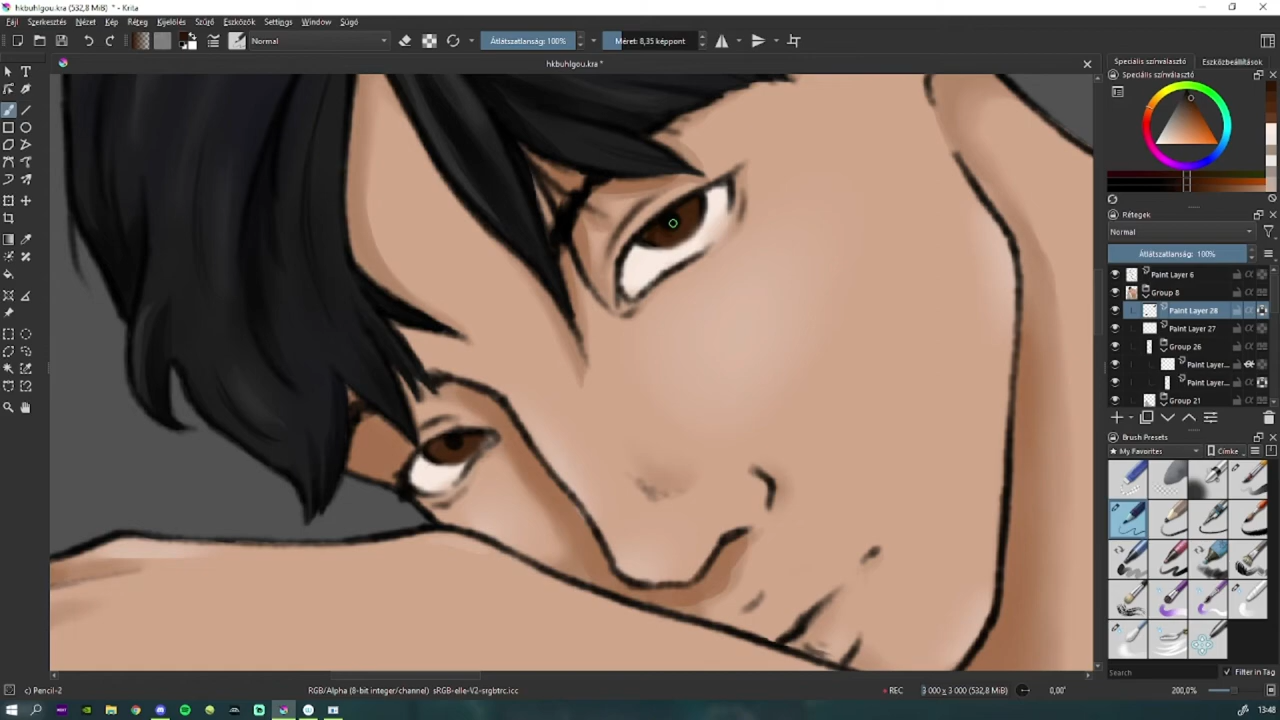 hkbuhlgou.kra (532,8 MiB) * - Krita
Fájl Szerkesztés Nézet Kép Réteg Kijelölés Szűrő Eszközök Settings Window Súgó
Normal Átlátszatlanság: 100% Méret: 8,35 képpont
hkbuhlgou.kra *
Speciális színválasztó Eszközbeállítások
Speciális színválasztó
Rétegek
Normal
Átlátszatlanság: 100%
Paint Layer 6
Group 8
Paint Layer 28
Paint Layer 27
Group 26
Paint Layer...
Paint Layer...
Group 21
Brush Presets
My Favorites Címke
Search Filter in Tag
c) Pencil-2 RGB/Alpha (8-bit integer/channel) sRGB-elle-V2-srgbtrc.icc REC 3 000 x 3 000 (532,8 MiB) 0,00° 200,0%
13:48